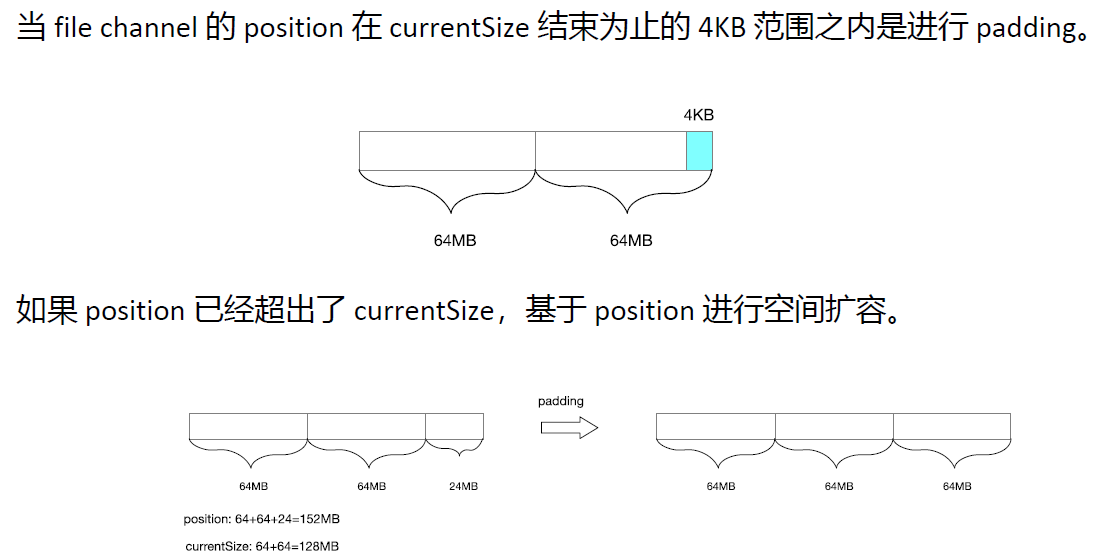 当 file channel 的 position 在 currentSize 结束为止的 4KB 范围之内是进行 padding。
4KB
64MB 64MB
如果 position 已经超出了 currentSize，基于 position 进行空间扩容。
padding
64MB 64MB 24MB 64MB 64MB 64MB
position: 64+64+24=152MB
currentSize: 64+64=128MB